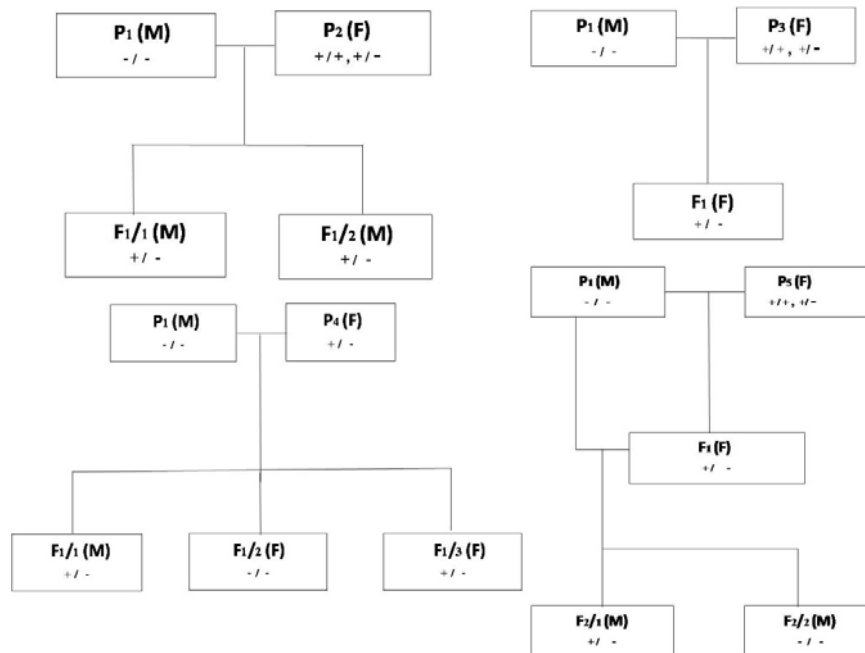 P1 (M)
- / -
P2 (F)
+/+ , +/ -
F1/1 (M)
+/ -
F1/2 (M)
+/ -
P1 (M)
- / -
P3 (F)
+/+ , +/ -
F1 (F)
+/ -
P1 (M)
- / -
P4 (F)
+/ -
F1/1 (M)
+/ -
F1/2 (F)
- / -
F1/3 (F)
+/ -
P1 (M)
- / -
P5 (F)
+/+ , +/-
F1 (F)
+/ -
F2/1 (M)
+/ -
F2/2 (M)
- / -